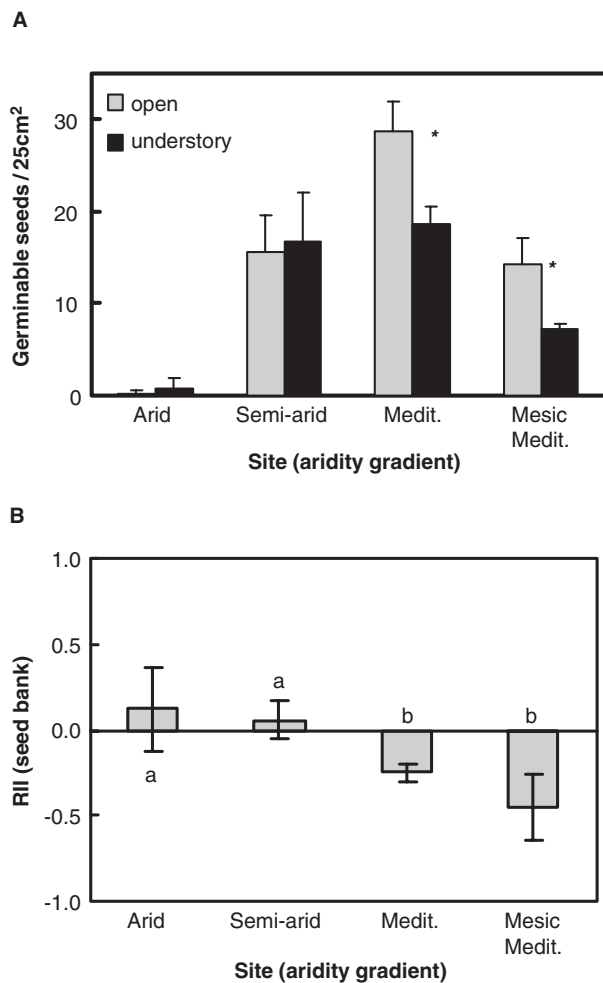 A
Germinable seeds / 25cm²
30
20
10
0
open
understory
*
*
Arid
Semi-arid
Medit.
Mesic
Medit.
Site (aridity gradient)
B
RII (seed bank)
1.0
0.5
0.0
-0.5
-1.0
a
a
b
b
Arid
Semi-arid
Medit.
Mesic
Medit.
Site (aridity gradient)